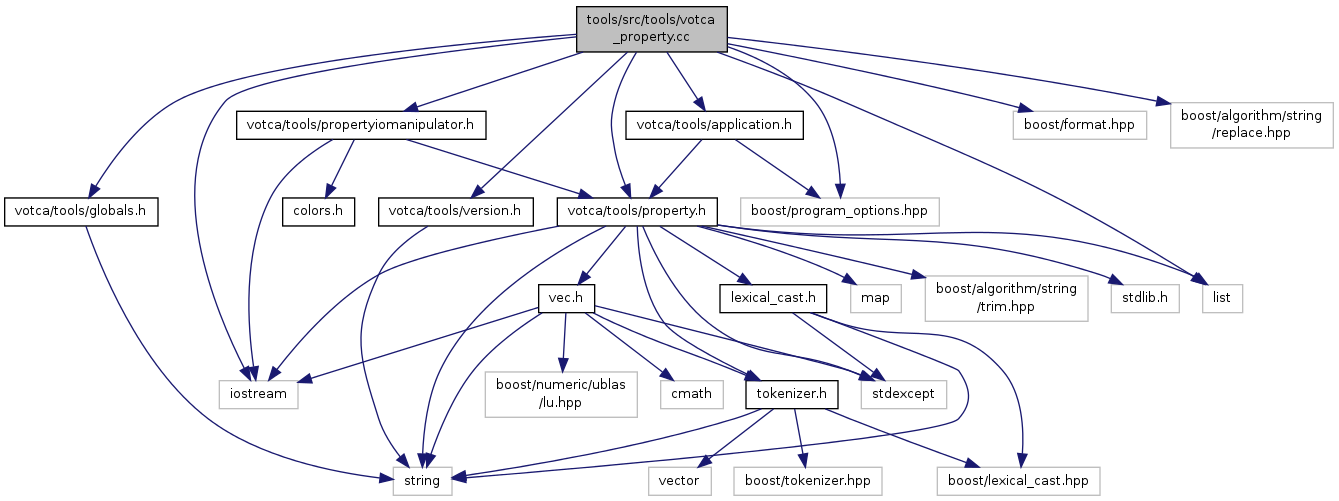 tools/src/tools/votca
_property.cc
votca/tools/propertyiomanipulator.h
votca/tools/application.h
boost/format.hpp
boost/algorithm/string
/replace.hpp
votca/tools/globals.h
colors.h
votca/tools/version.h
votca/tools/property.h
boost/program_options.hpp
vec.h
lexical_cast.h
map
boost/algorithm/string
/trim.hpp
stdlib.h
list
iostream
boost/numeric/ublas
/lu.hpp
cmath
tokenizer.h
stdexcept
string
vector
boost/tokenizer.hpp
boost/lexical_cast.hpp